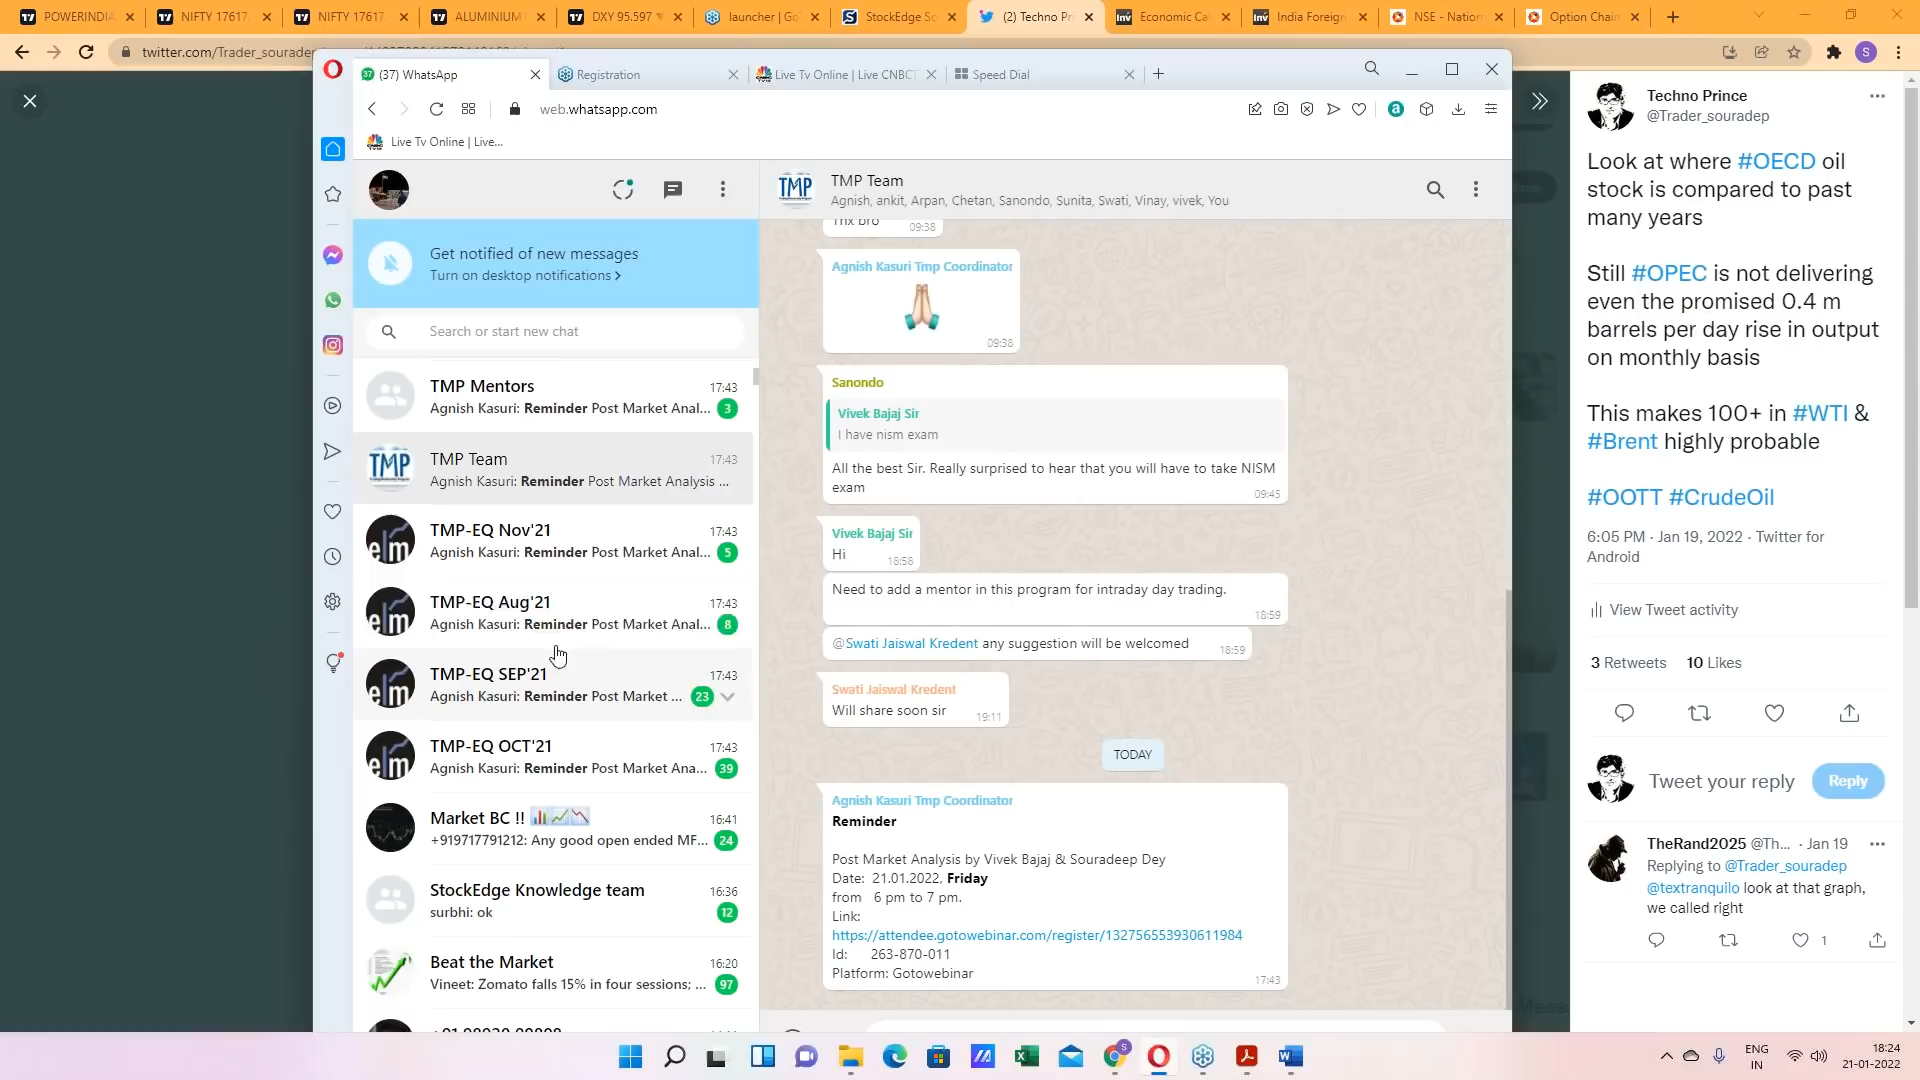 POWERINDIA
NIFTY 17617.
NIFTY 17617.
ALUMINIUM
DXY 95.597 ▼
launcher | Go
StockEdge Sc
(2) Techno Pr
Economic Ca
India Foreign
NSE - Nation
Option Chain
twitter.com/Trader_souradep
S
(37) WhatsApp
Registration
Live Tv Online | Live CNBCT
Speed Dial
web.whatsapp.com
Live Tv Online | Live...
Get notified of new messages
Turn on desktop notifications >
Search or start new chat
TMP Mentors 17:43
Agnish Kasuri: Reminder Post Market Anal... 3
TMP Team 17:43
Agnish Kasuri: Reminder Post Market Analysis ...
TMP-EQ Nov'21 17:43
Agnish Kasuri: Reminder Post Market Anal... 5
TMP-EQ Aug'21 17:43
Agnish Kasuri: Reminder Post Market Anal... 8
TMP-EQ SEP'21 17:43
Agnish Kasuri: Reminder Post Market ... 23
TMP-EQ OCT'21 17:43
Agnish Kasuri: Reminder Post Market Ana... 39
Market BC !! 16:41
+919717791212: Any good open ended MF... 24
StockEdge Knowledge team 16:36
surbhi: ok 12
Beat the Market 16:20
Vineet: Zomato falls 15% in four sessions; ... 97
TMP Team
Agnish, ankit, Arpan, Chetan, Sanondo, Sunita, Swati, Vinay, vivek, You
Thx bro 09:38
Agnish Kasuri Tmp Coordinator
09:38
Sanondo
Vivek Bajaj Sir
I have nism exam
All the best Sir. Really surprised to hear that you will have to take NISM
exam 09:45
Vivek Bajaj Sir
Hi 18:58
Need to add a mentor in this program for intraday day trading.
18:59
@Swati Jaiswal Kredent any suggestion will be welcomed 18:59
Swati Jaiswal Kredent
Will share soon sir 19:11
TODAY
Agnish Kasuri Tmp Coordinator
Reminder
Post Market Analysis by Vivek Bajaj & Souradeep Dey
Date: 21.01.2022, Friday
from 6 pm to 7 pm.
Link:
https://attendee.gotowebinar.com/register/132756553930611984
Id: 263-870-011
Platform: Gotowebinar 17:43
Techno Prince
@Trader_souradep
Look at where #OECD oil
stock is compared to past
many years
Still #OPEC is not delivering
even the promised 0.4 m
barrels per day rise in output
on monthly basis
This makes 100+ in #WTI &
#Brent highly probable
#OOTT #CrudeOil
6:05 PM · Jan 19, 2022 · Twitter for
Android
View Tweet activity
3 Retweets 10 Likes
Tweet your reply Reply
TheRand2025 @Th... · Jan 19
Replying to @Trader_souradep
@textranquilo look at that graph,
we called right
1
ENG
IN
18:24
21-01-2022